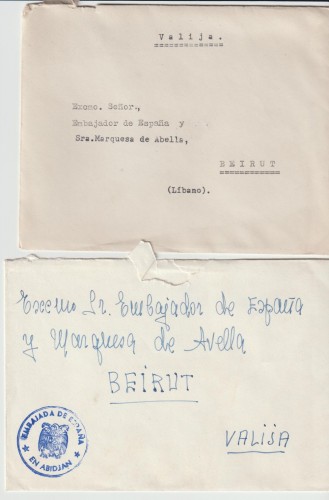 Valija.
Excmo. Señor.,
Embajador de España y
Sra.Marquesa de Abella,
BEIRUT
(Líbano).
Excmo Sr. Embajador de España
y Marquesa de Avella
BEIRUT
VALIJA
EMBAJADA DE ESPAÑA
EN ABIDJAN